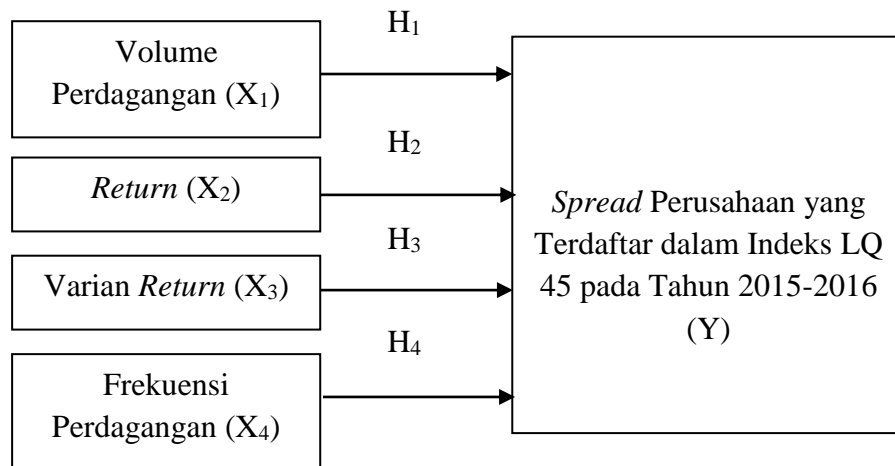 Volume
Perdagangan (X₁)
H₁
Return (X₂)
H₂
Varian Return (X₃)
H₃
Frekuensi
Perdagangan (X₄)
H₄
Spread Perusahaan yang
Terdaftar dalam Indeks LQ
45 pada Tahun 2015-2016
(Y)